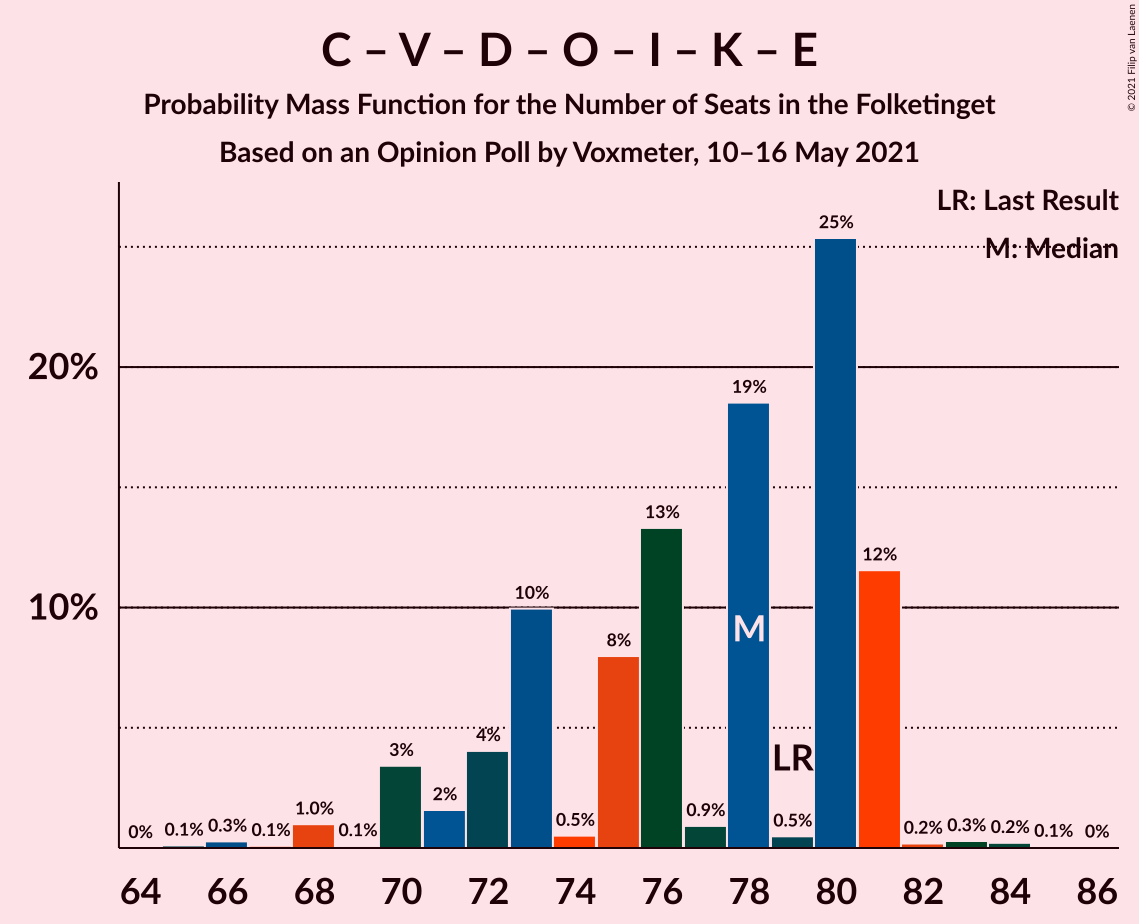 C – V – D – O – I – K – E
Probability Mass Function for the Number of Seats in the Folketinget
Based on an Opinion Poll by Voxmeter, 10–16 May 2021
© 2021 Filip van Laenen
LR: Last Result
M: Median
25%
20%
19%
13%
12%
10%
10%
M
8%
4%
LR
3%
2%
1.0%
0.9%
0% 0.1% 0.3% 0.1% 0.1% 0.5% 0.5% 0.2% 0.3% 0.2% 0.1% 0%
64 66 68 70 72 74 76 78 80 82 84 86